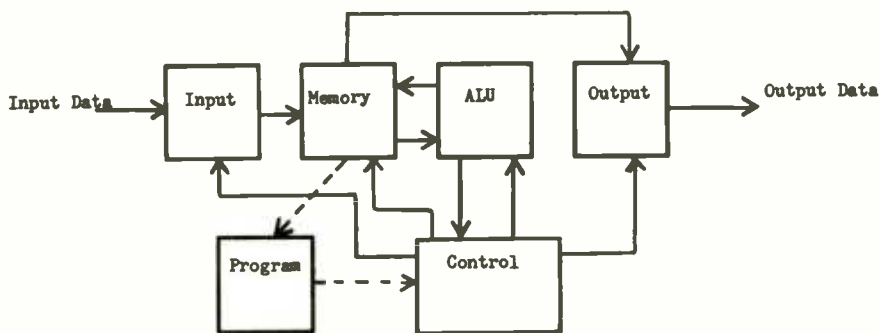 Input Data
Input
Memory
ALU
Output
Output Data
Program
Control